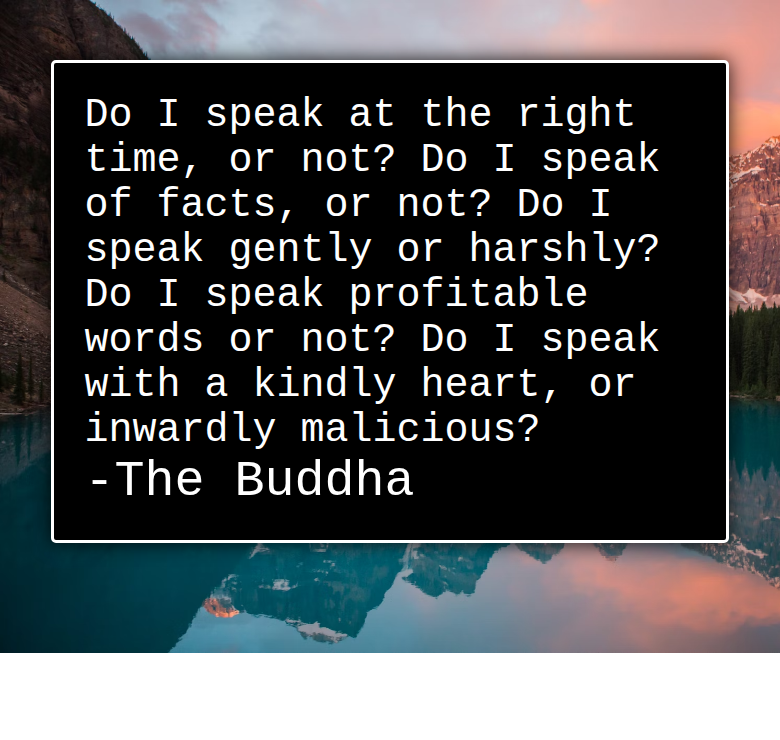 Do I speak at the right
time, or not? Do I speak
of facts, or not? Do I
speak gently or harshly?
Do I speak profitable
words or not? Do I speak
with a kindly heart, or
inwardly malicious?
-The Buddha